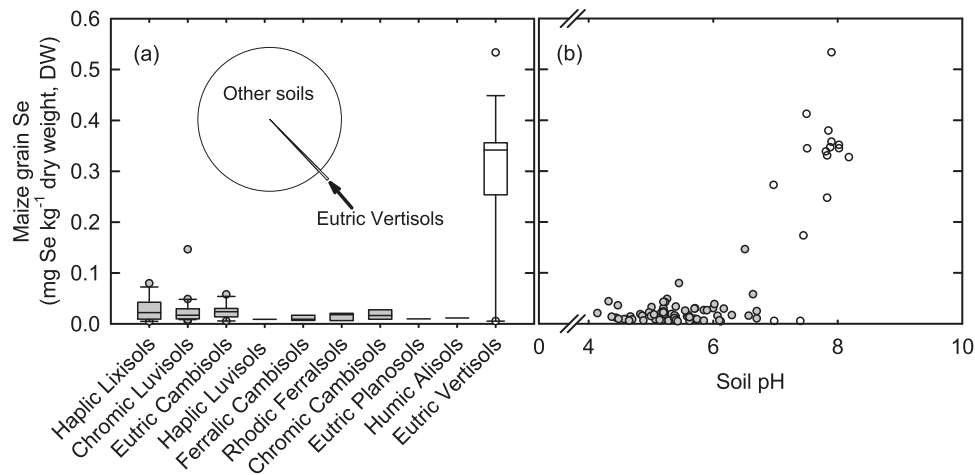 Maize grain Se
(mg Se kg⁻¹ dry weight, DW)
0.6
0.5
0.4
0.3
0.2
0.1
0.0
(a)
Other soils
Eutric Vertisols
Haplic Lixisols
Chromic Luvisols
Eutric Cambisols
Haplic Luvisols
Ferralic Cambisols
Rhodic Ferralsols
Chromic Cambisols
Eutric Planosols
Humic Alisols
Eutric Vertisols
(b)
0 4 6 8 10
Soil pH